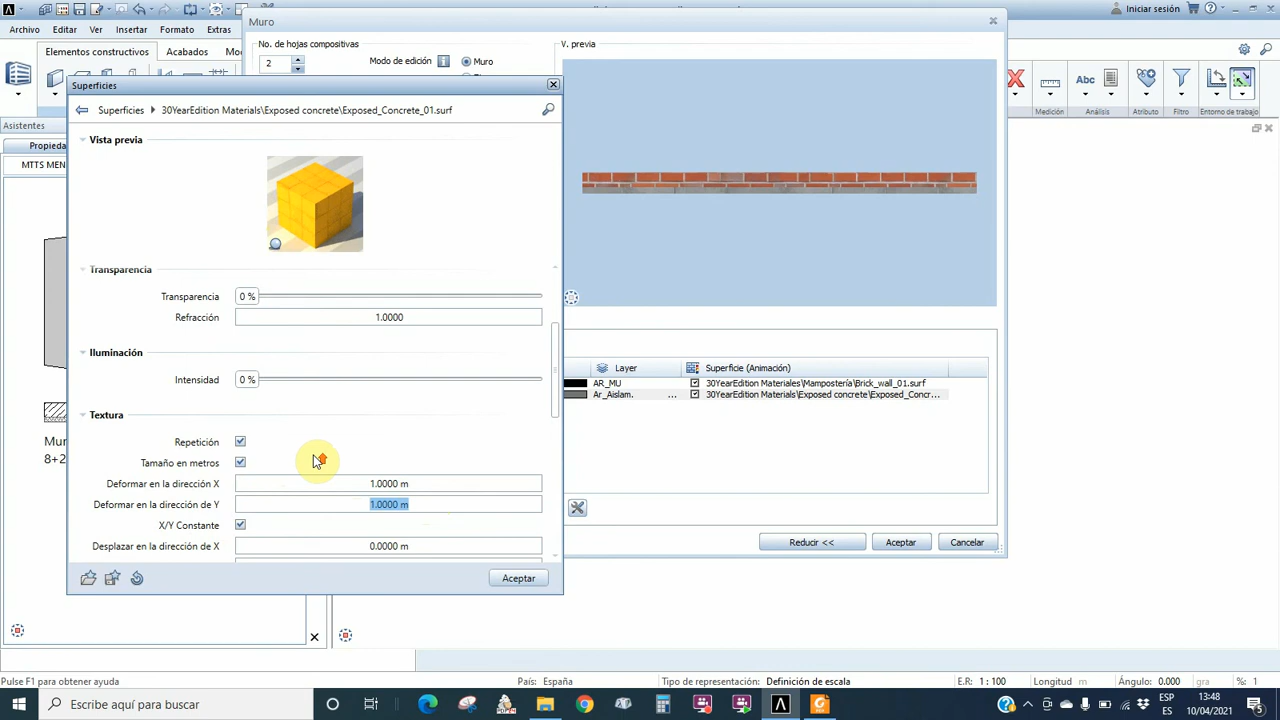 Iniciar sesión
Archivo Editar Ver Insertar Formato Extras
Elementos constructivos Acabados
Muro
No. de hojas compositivas
V. previa
2
Modo de edición
Muro
Superficies
Superficies 30YearEdition Materials\Exposed concrete\Exposed_Concrete_01.surf
Abc
Medición Análisis Atributo Filtro Entorno de trabajo
Asistentes
MTTS MEN
Vista previa
Transparencia
Transparencia 0 %
Refracción 1.0000
Iluminación
Intensidad 0 %
Textura
Repetición
Tamaño en metros
Deformar en la dirección X 1.0000 m
Deformar en la dirección de Y 1.0000 m
X/Y Constante
Desplazar en la dirección de X 0.0000 m
Aceptar
8+2
Layer Superficie (Animación)
AR_MU 30YearEdition Materiales\Mampostería\Brick_wall_01.surf
Ar_Aislam. ... 30YearEdition Materials\Exposed concrete\Exposed_Concr...
Reducir << Aceptar Cancelar
Pulse F1 para obtener ayuda País: España Tipo de representación: Definición de escala E.R: 1 : 100 Longitud m Ángulo: 0.000 gra %: 1
Escribe aquí para buscar
ESP 13:48
ES 10/04/2021